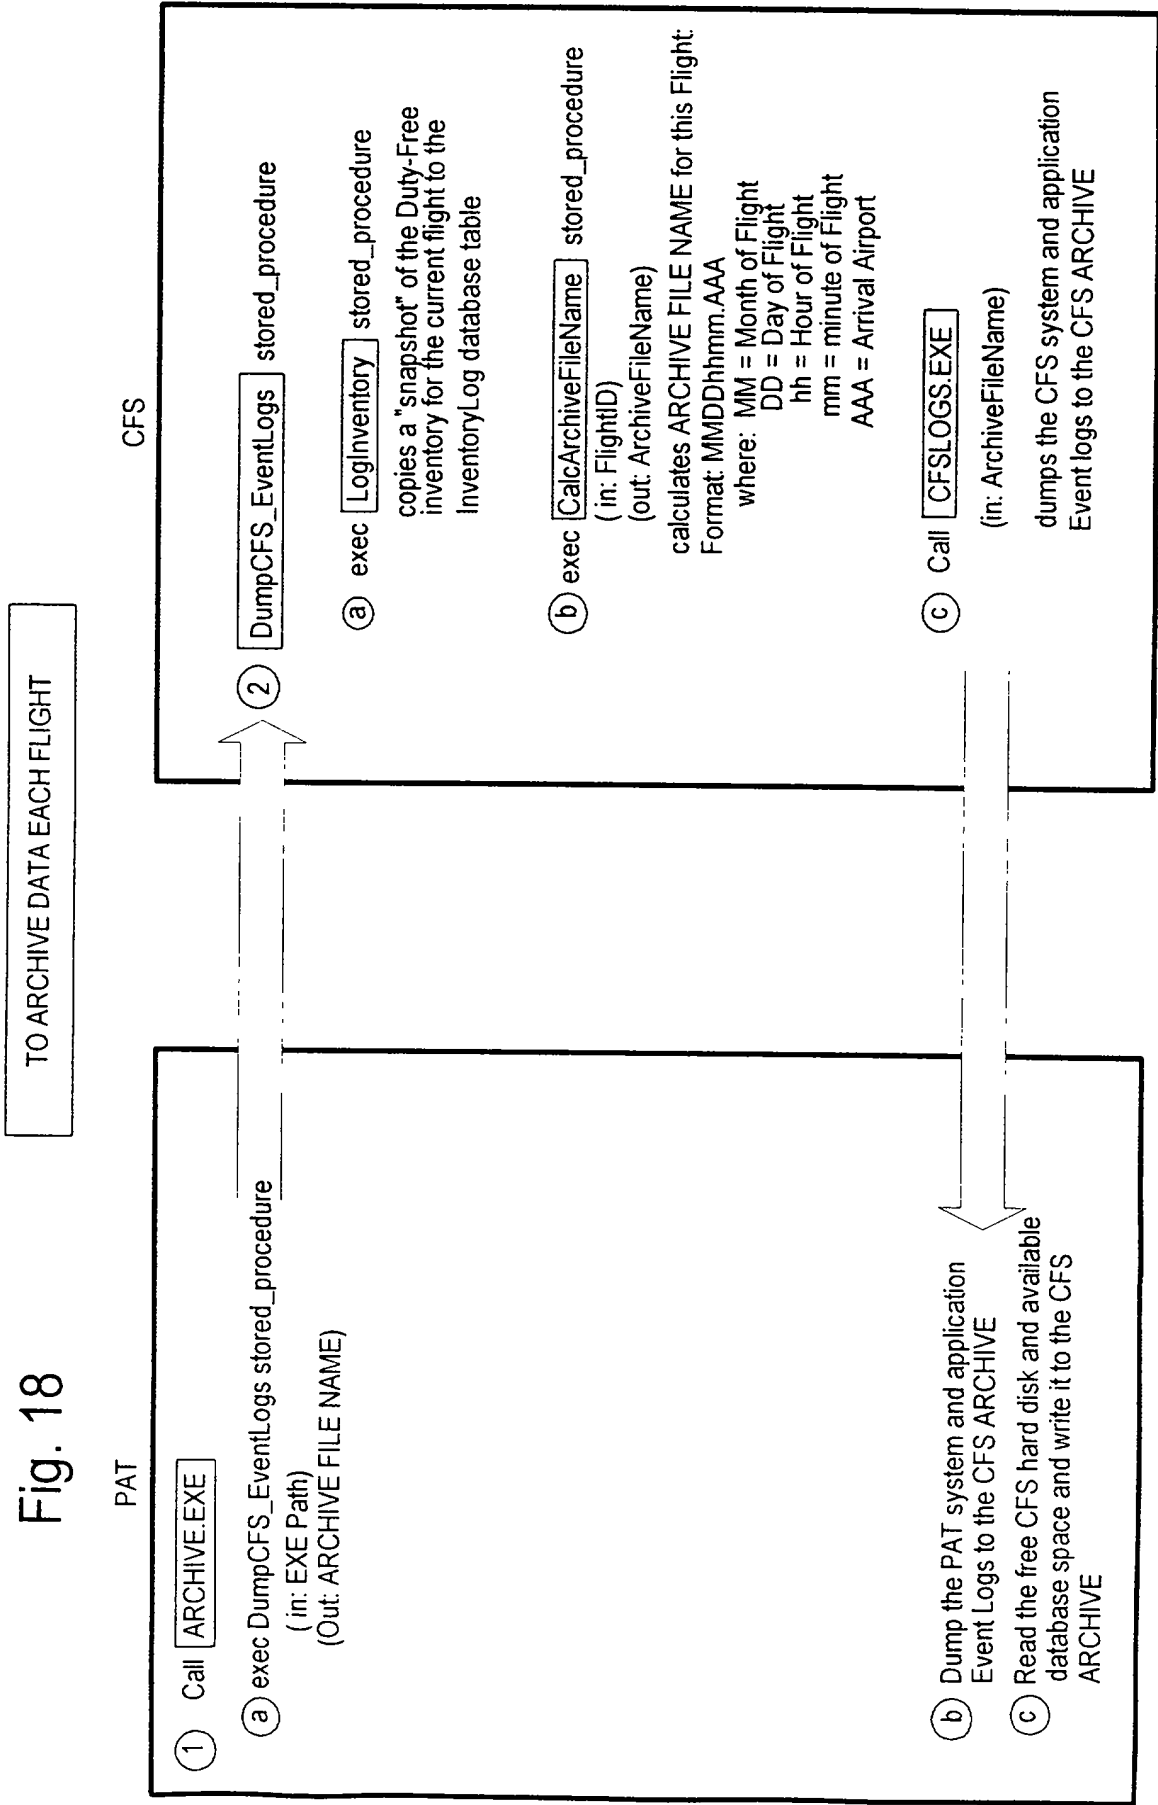 Fig. 18
TO ARCHIVE DATA EACH FLIGHT
PAT
1 Call ARCHIVE.EXE
a exec DumpCFS_EventLogs stored_procedure
( in: EXE Path)
(Out: ARCHIVE FILE NAME)
b Dump the PAT system and application
Event Logs to the CFS ARCHIVE
c Read the free CFS hard disk and available
database space and write it to the CFS
ARCHIVE
CFS
2 DumpCFS_EventLogs stored_procedure
a exec LogInventory stored_procedure
copies a "snapshot" of the Duty-Free
inventory for the current flight to the
InventoryLog database table
b exec CalcArchiveFileName stored_procedure
( in: FlightID)
(out: ArchiveFileName)
calculates ARCHIVE FILE NAME for this Flight:
Format: MMDDhhmm.AAA
where: MM = Month of Flight
DD = Day of Flight
hh = Hour of Flight
mm = minute of Flight
AAA = Arrival Airport
c Call CFSLOGS.EXE
(in: ArchiveFileName)
dumps the CFS system and application
Event logs to the CFS ARCHIVE